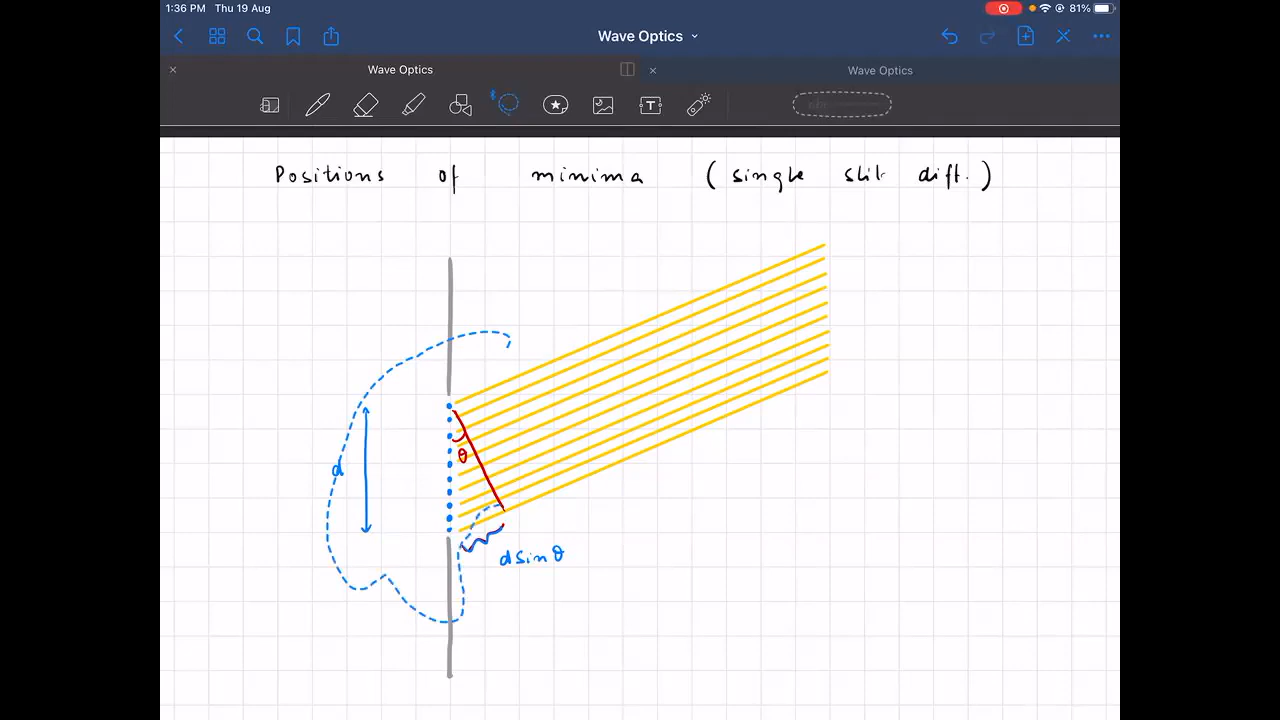 1:36 PM Thu 19 Aug
81%
Wave Optics
Wave Optics
Wave Optics
Positions of minima (single slit diff.)
d
θ
d sin θ